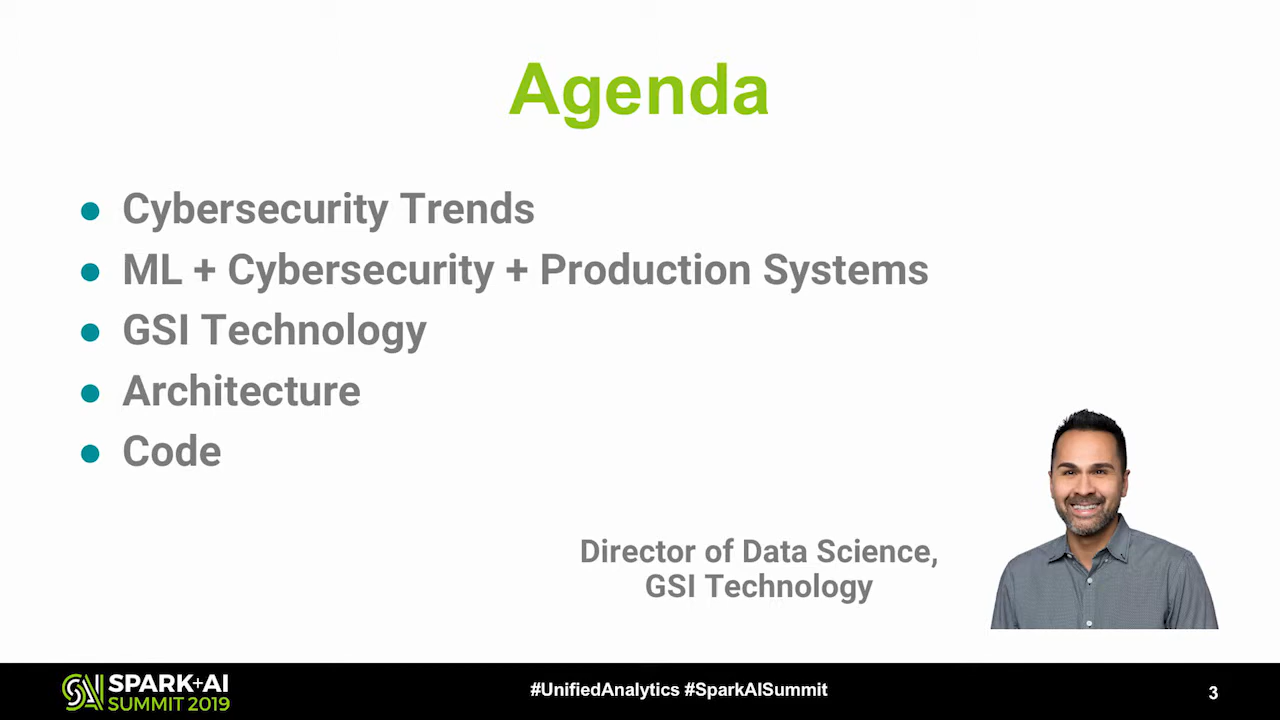 Agenda
● Cybersecurity Trends
● ML + Cybersecurity + Production Systems
● GSI Technology
● Architecture
● Code
Director of Data Science,
GSI Technology
SPARK+AI
SUMMIT 2019
#UnifiedAnalytics #SparkAISummit
3